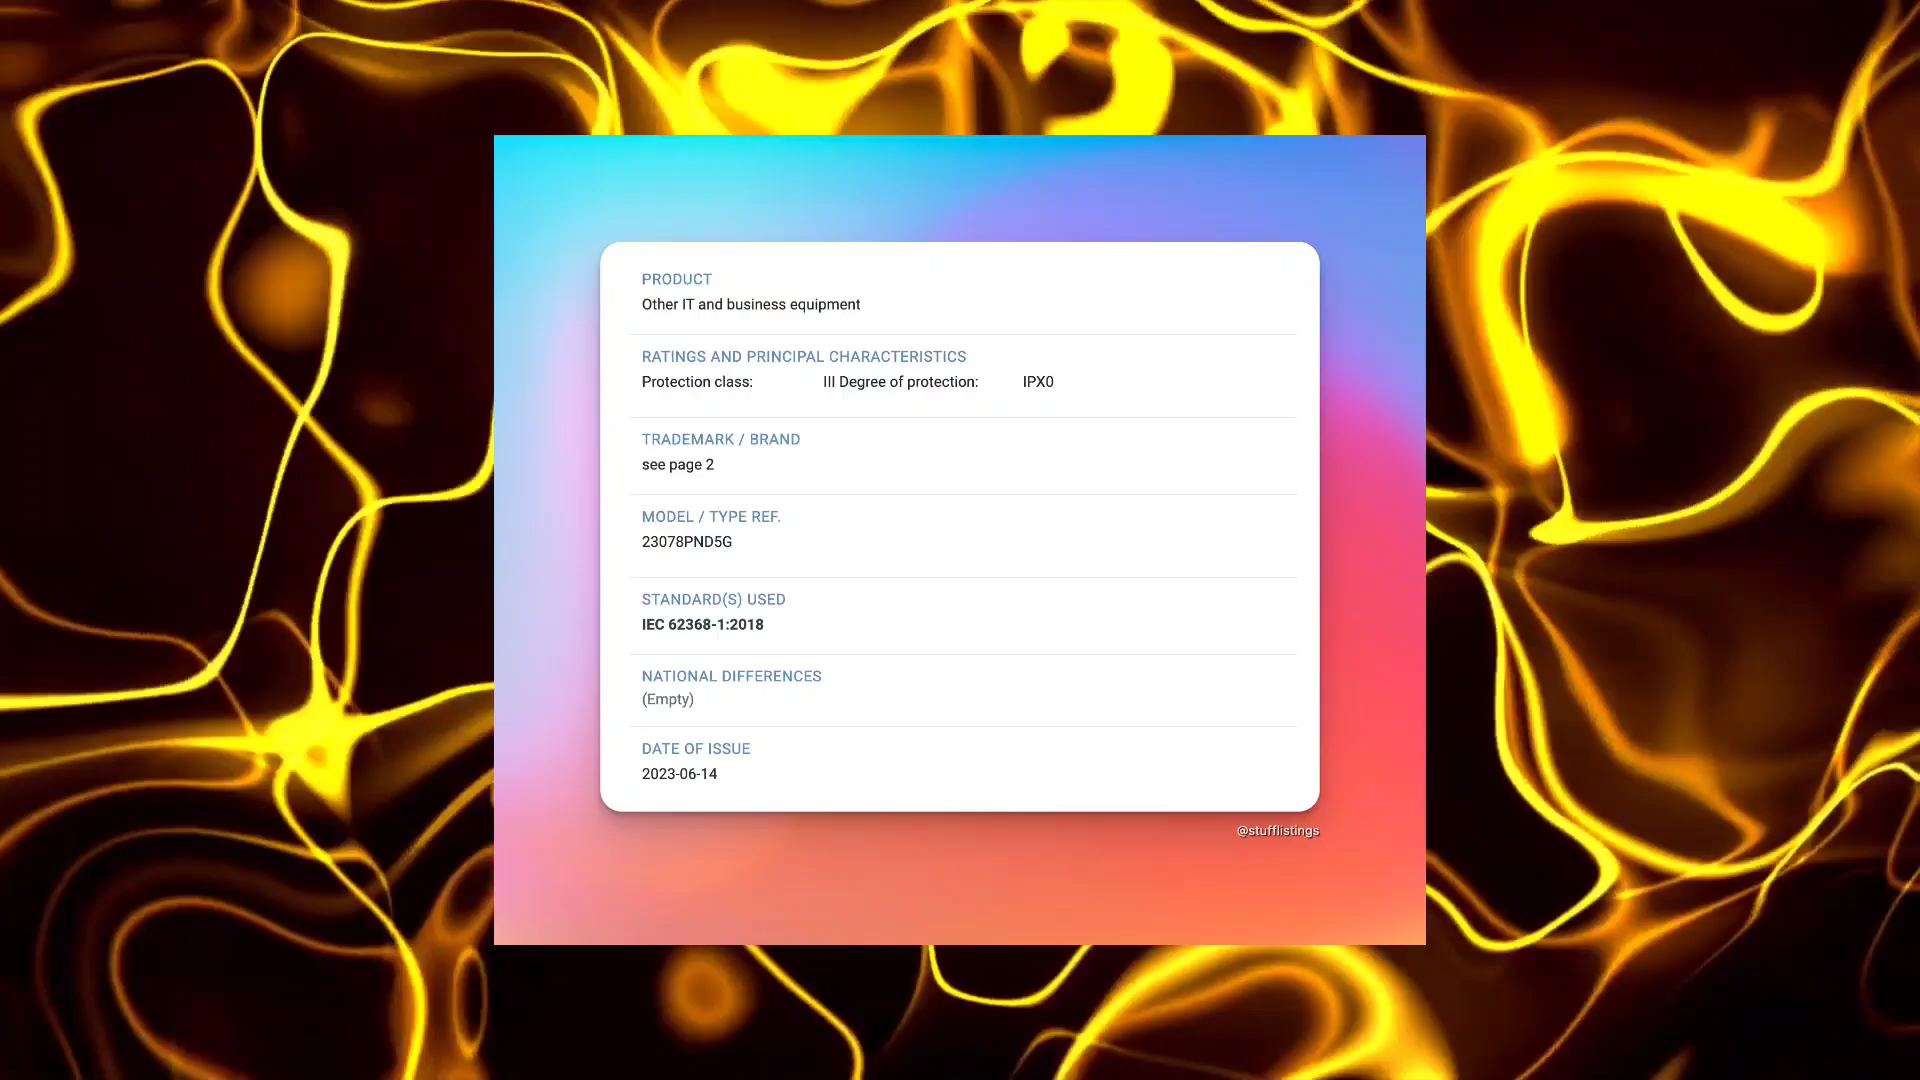 PRODUCT
Other IT and business equipment
RATINGS AND PRINCIPAL CHARACTERISTICS
Protection class: III Degree of protection: IPX0
TRADEMARK / BRAND
see page 2
MODEL / TYPE REF.
23078PND5G
STANDARD(S) USED
IEC 62368-1:2018
NATIONAL DIFFERENCES
(Empty)
DATE OF ISSUE
2023-06-14
@stufflistings